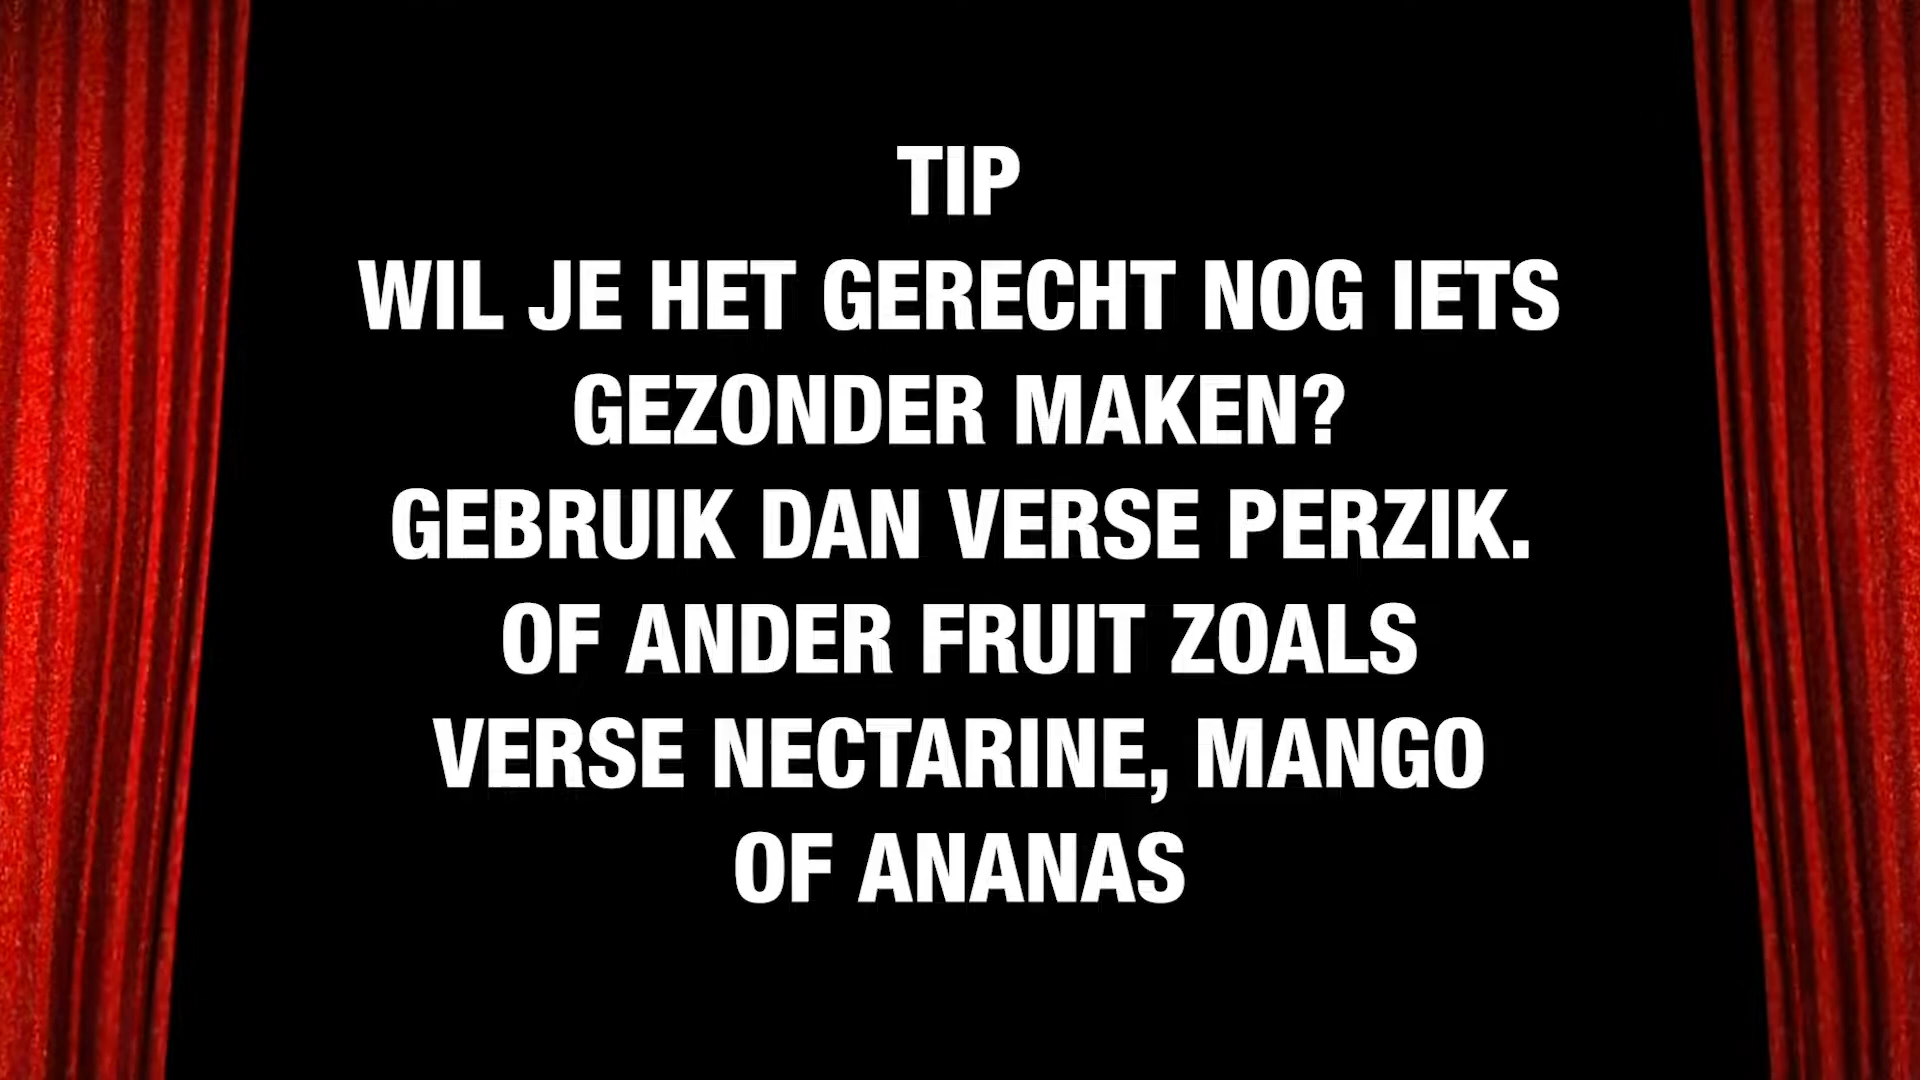 TIP
WIL JE HET GERECHT NOG IETS
GEZONDER MAKEN?
GEBRUIK DAN VERSE PERZIK.
OF ANDER FRUIT ZOALS
VERSE NECTARINE, MANGO
OF ANANAS